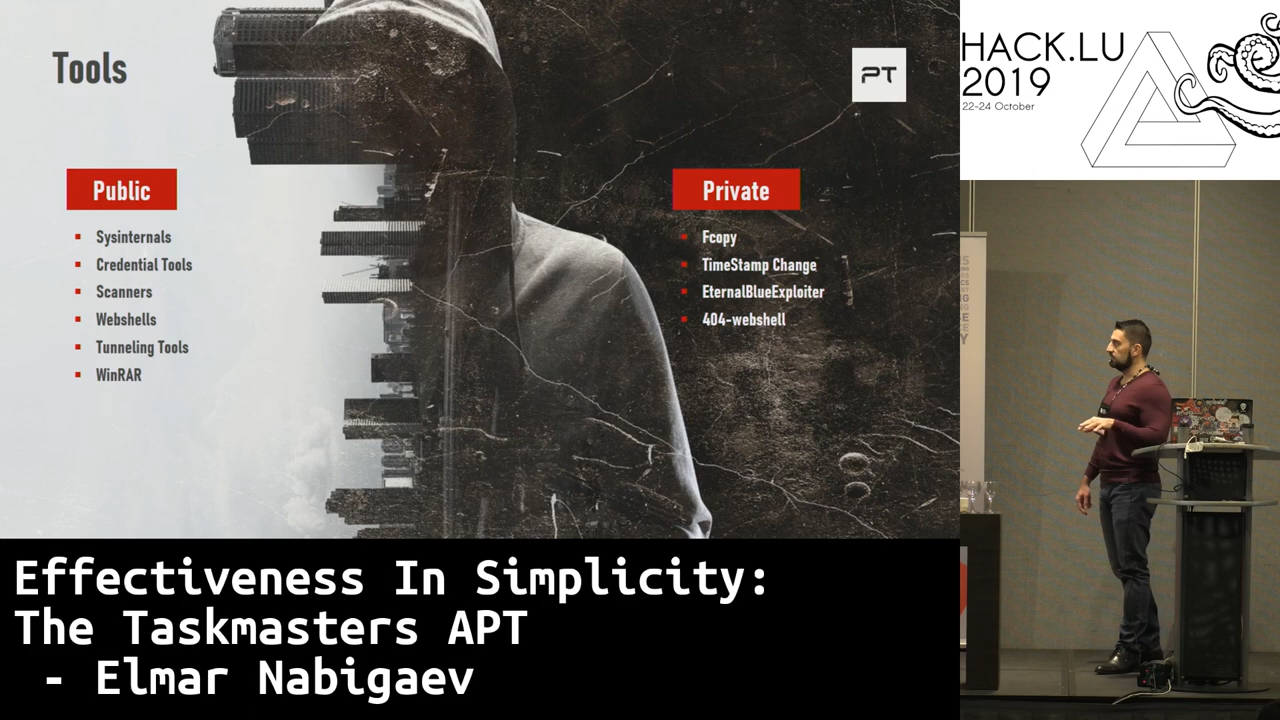 Tools
PT
Public
Sysinternals
Credential Tools
Scanners
Webshells
Tunneling Tools
WinRAR
Private
Fcopy
TimeStamp Change
EternalBlueExploiter
404-webshell
HACK.LU
2019
22-24 October
Effectiveness In Simplicity:
The Taskmasters APT
- Elmar Nabigaev